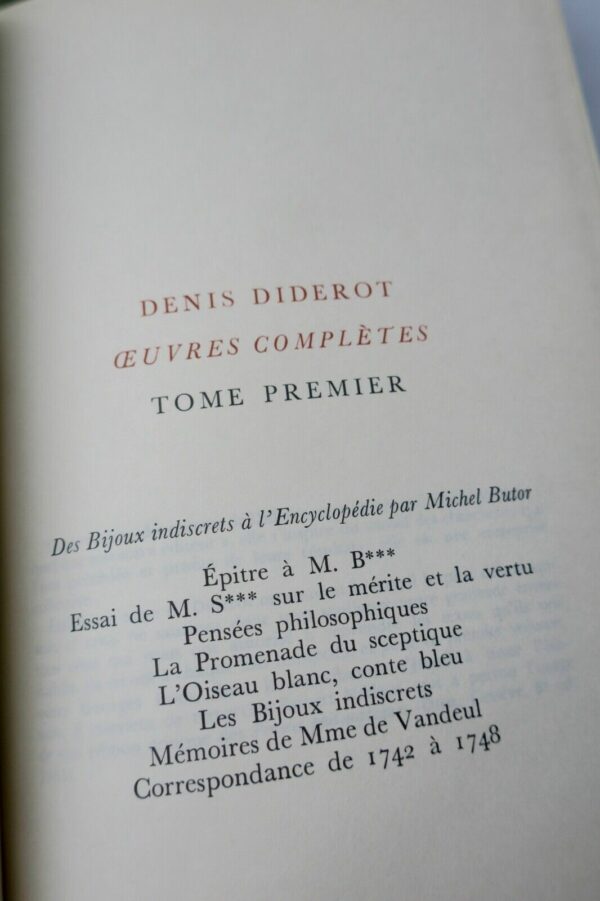 DENIS DIDEROT
ŒUVRES COMPLÈTES
TOME PREMIER
Des Bijoux indiscrets à l'Encyclopédie par Michel Butor
Épitre à M. B***
Essai de M. S*** sur le mérite et la vertu
Pensées philosophiques
La Promenade du sceptique
L'Oiseau blanc, conte bleu
Les Bijoux indiscrets
Mémoires de Mme de Vandeul
Correspondance de 1742 à 1748